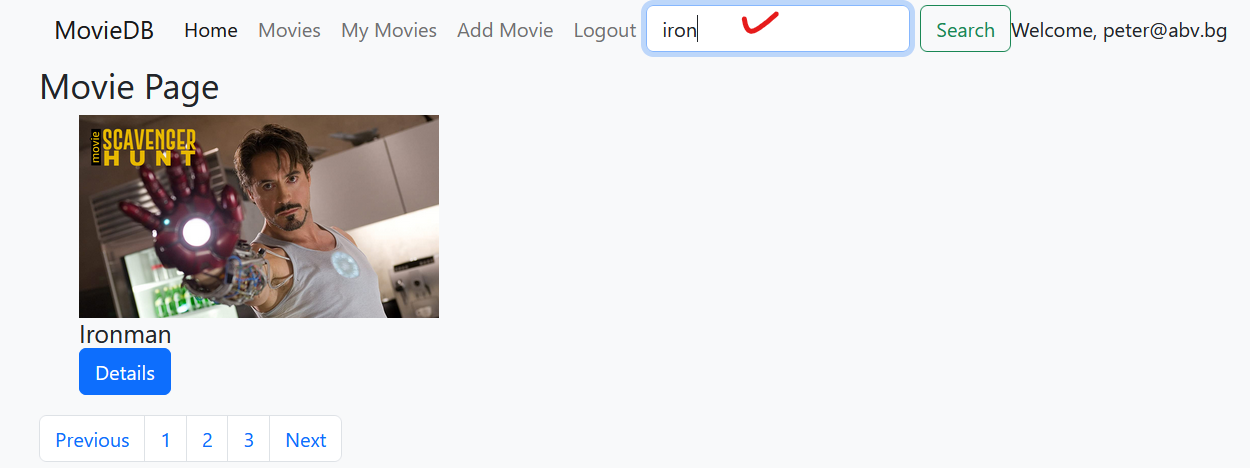 MovieDB Home Movies My Movies Add Movie Logout iron Search Welcome, peter@abv.bg
Movie Page
movie SCAVENGER
HUNT
Ironman
Details
Previous 1 2 3 Next